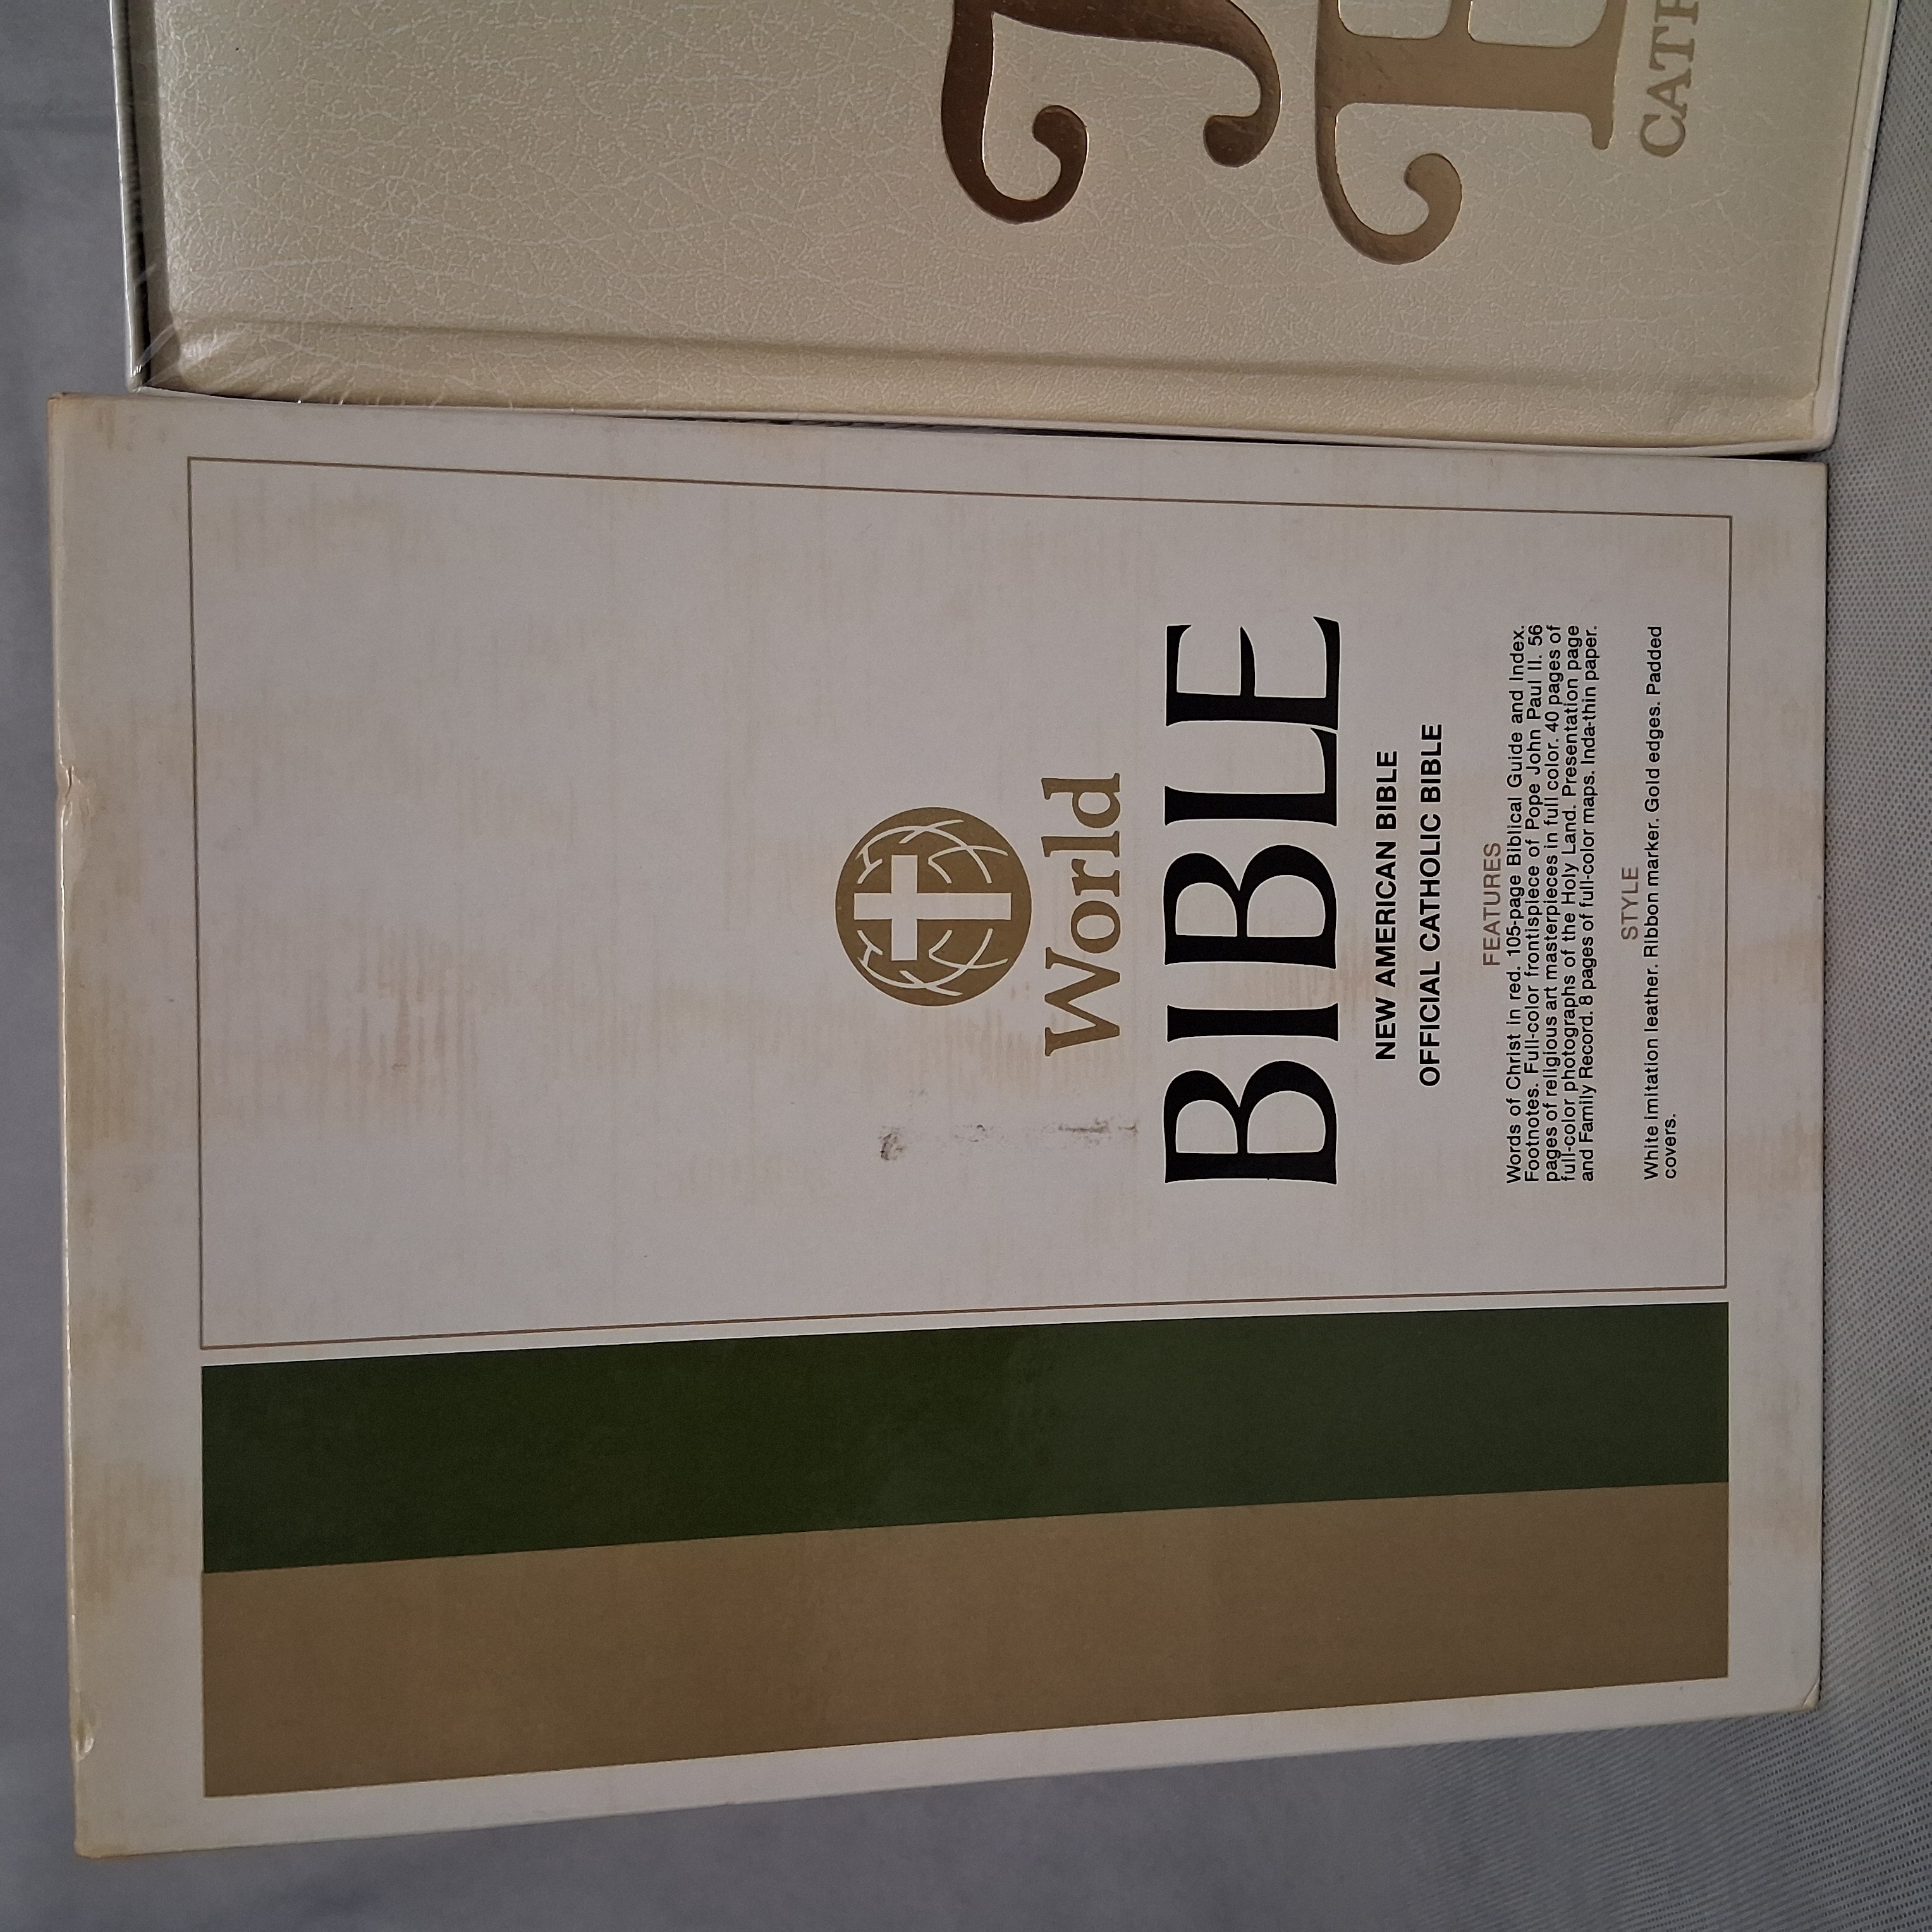 World
BIBLE
NEW AMERICAN BIBLE
OFFICIAL CATHOLIC BIBLE
FEATURES
Words of Christ in red. 105-page Biblical Guide and Index.
Footnotes. Full-color frontispiece of Pope John Paul II. 56
pages of religious art masterpieces in full color. 40 pages of
full-color photographs of the Holy Land. Presentation page
and Family Record. 8 pages of full-color maps. Inda-thin paper.
STYLE
White imitation leather. Ribbon marker. Gold edges. Padded
covers.